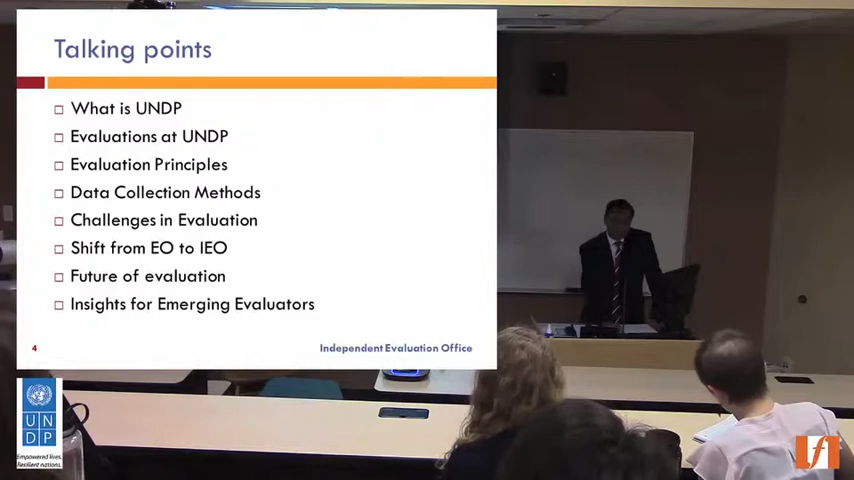 Talking points
What is UNDP
Evaluations at UNDP
Evaluation Principles
Data Collection Methods
Challenges in Evaluation
Shift from EO to IEO
Future of evaluation
Insights for Emerging Evaluators
4
Independent Evaluation Office
U N
D P
Empowered lives.
Resilient nations.
f